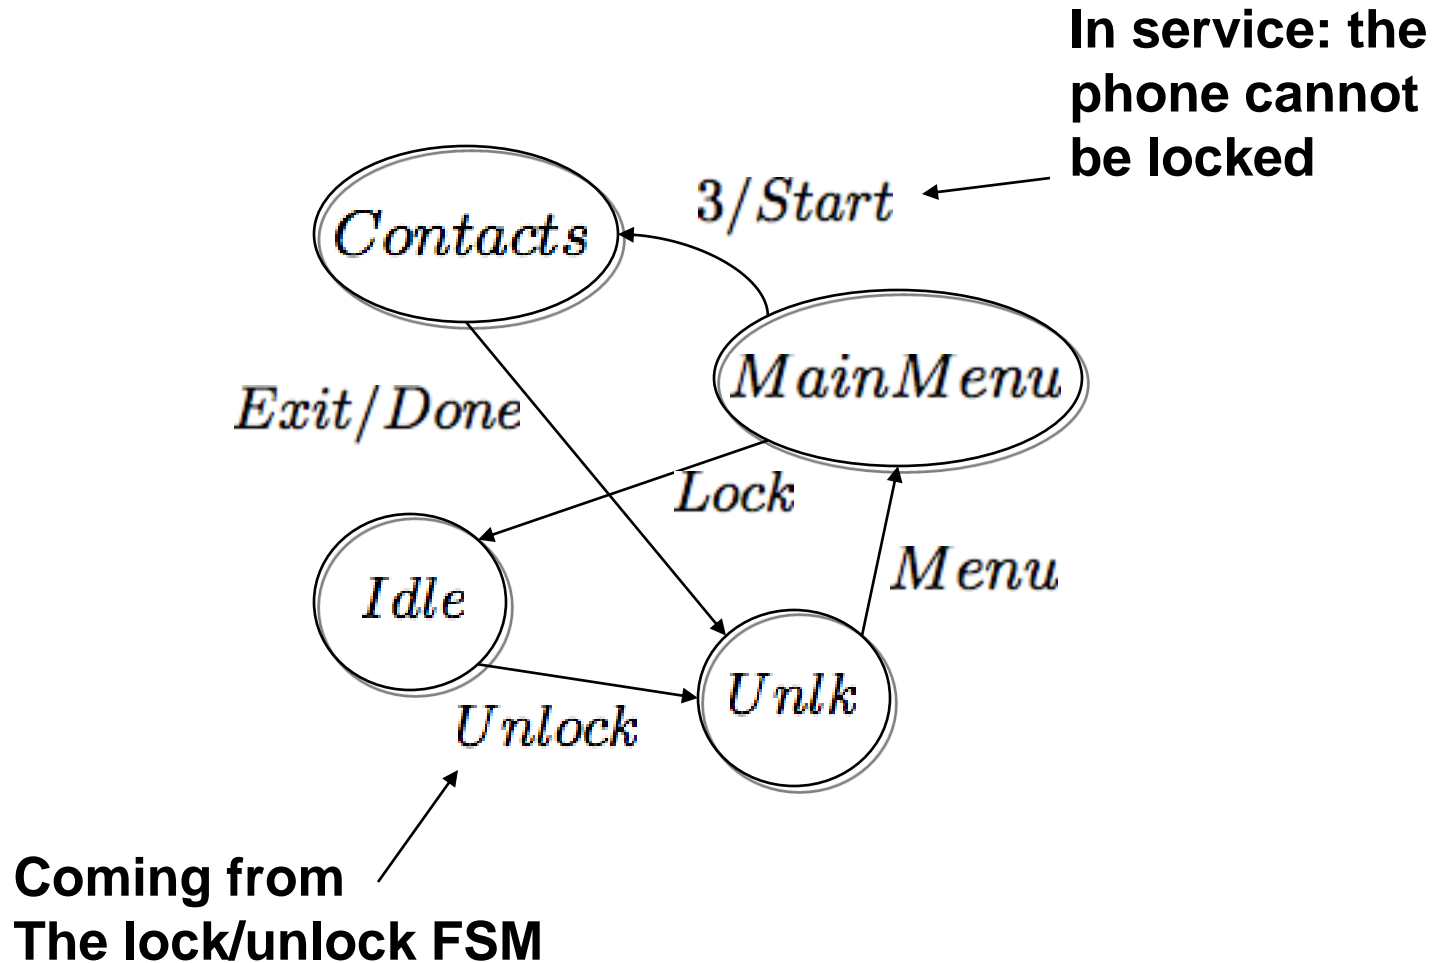 In service: the
phone cannot
be locked
3/Start
Contacts
MainMenu
Exit/Done
Lock
Menu
Idle
Unlk
Unlock
Coming from
The lock/unlock FSM